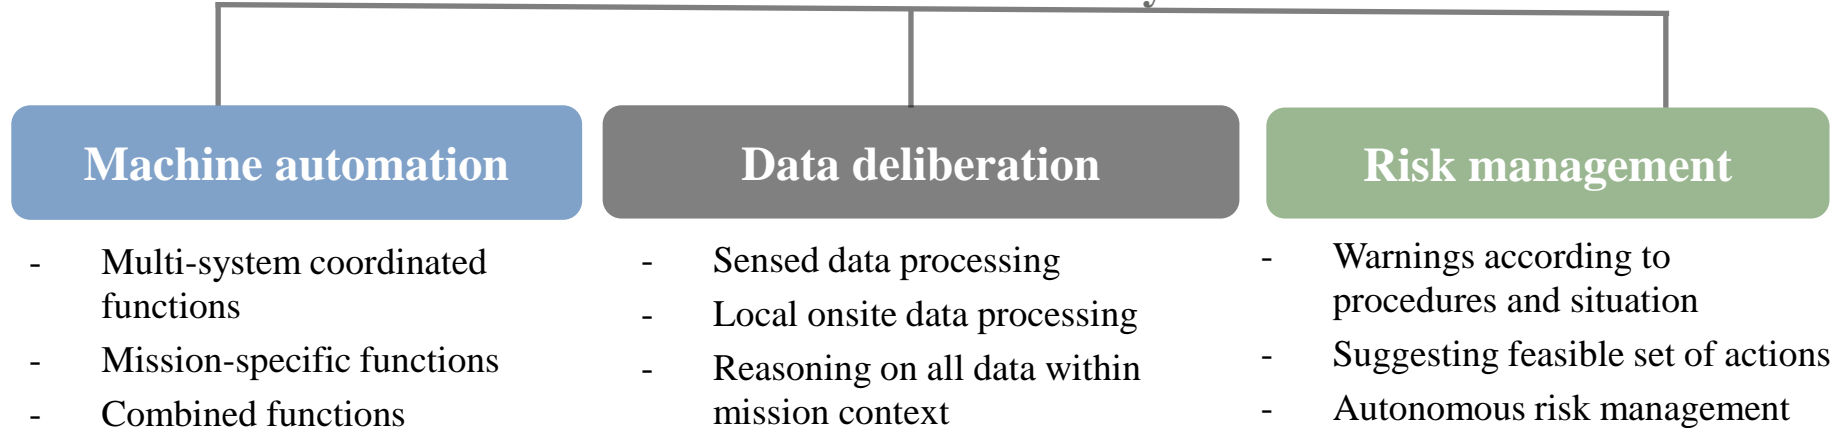 Machine automation
Data deliberation
Risk management
- Multi-system coordinated
functions
- Mission-specific functions
- Combined functions
- Sensed data processing
- Local onsite data processing
- Reasoning on all data within
mission context
- Warnings according to
procedures and situation
- Suggesting feasible set of actions
- Autonomous risk management